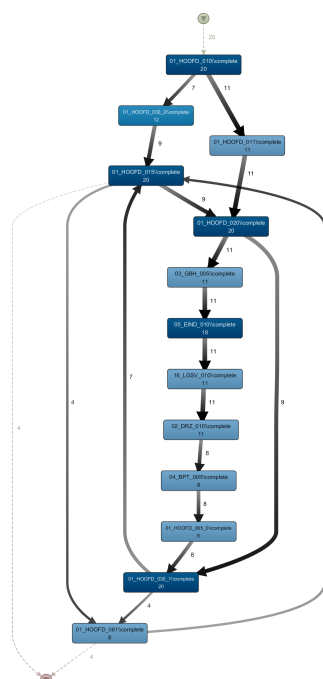 20
01_HOOFD_010\complete
20
7
11
01_HOOFD_030_2\complete
12
9
01_HOOFD_011\complete
11
11
01_HOOFD_015\complete
20
9
01_HOOFD_020\complete
20
11
03_GBH_005\complete
11
11
05_EIND_010\complete
18
11
16_LGSV_010\complete
11
11
7
4
9
02_DRZ_010\complete
11
4
8
04_BPT_005\complete
8
8
01_HOOFD_065_0\complete
8
8
01_HOOFD_030_1\complete
20
4
01_HOOFD_061\complete
8
4